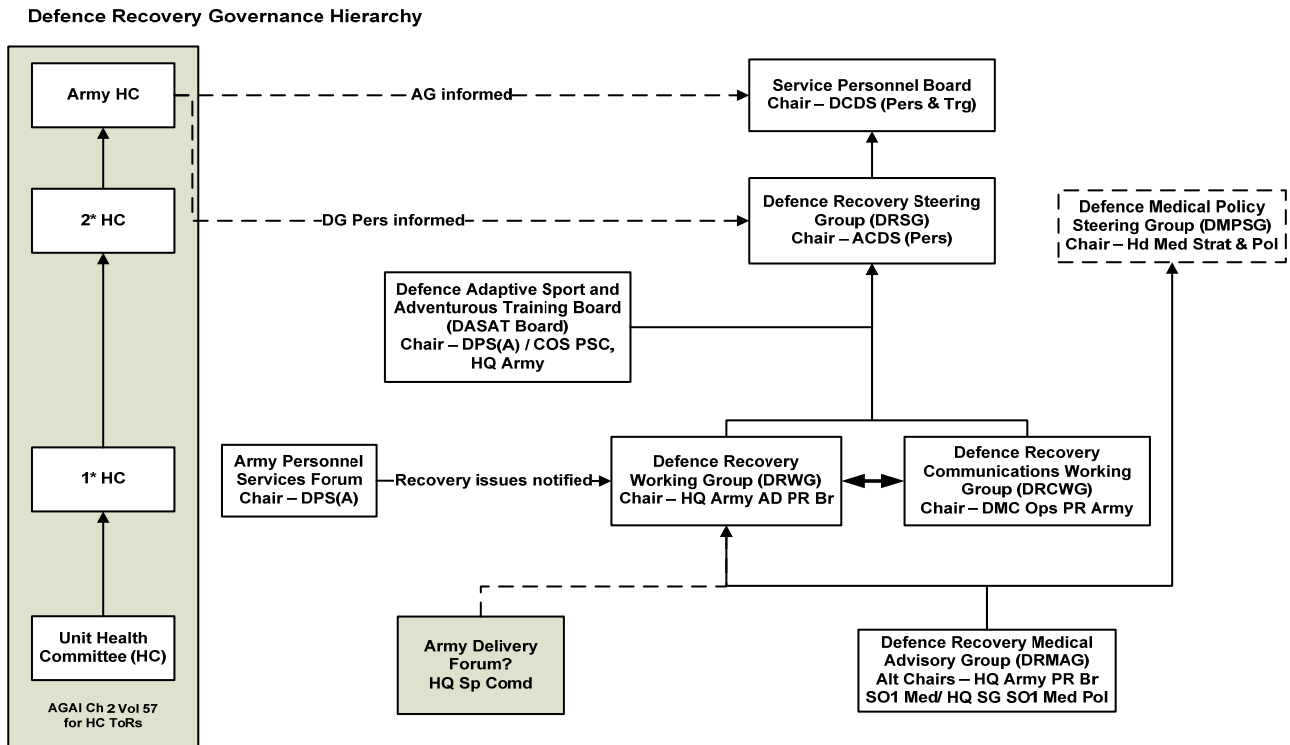 Defence Recovery Governance Hierarchy
Army HC
2* HC
1* HC
Unit Health
Committee (HC)
AGAI Ch 2 Vol 57
for HC ToRs
AG informed
DG Pers informed
Service Personnel Board
Chair – DCDS (Pers & Trg)
Defence Recovery Steering
Group (DRSG)
Chair – ACDS (Pers)
Defence Medical Policy
Steering Group (DMPSG)
Chair – Hd Med Strat & Pol
Defence Adaptive Sport and
Adventurous Training Board
(DASAT Board)
Chair – DPS(A) / COS PSC,
HQ Army
Army Personnel
Services Forum
Chair – DPS(A)
Recovery issues notified
Defence Recovery
Working Group (DRWG)
Chair – HQ Army AD PR Br
Defence Recovery
Communications Working
Group (DRCWG)
Chair – DMC Ops PR Army
Army Delivery
Forum?
HQ Sp Comd
Defence Recovery Medical
Advisory Group (DRMAG)
Alt Chairs – HQ Army PR Br
SO1 Med/ HQ SG SO1 Med Pol